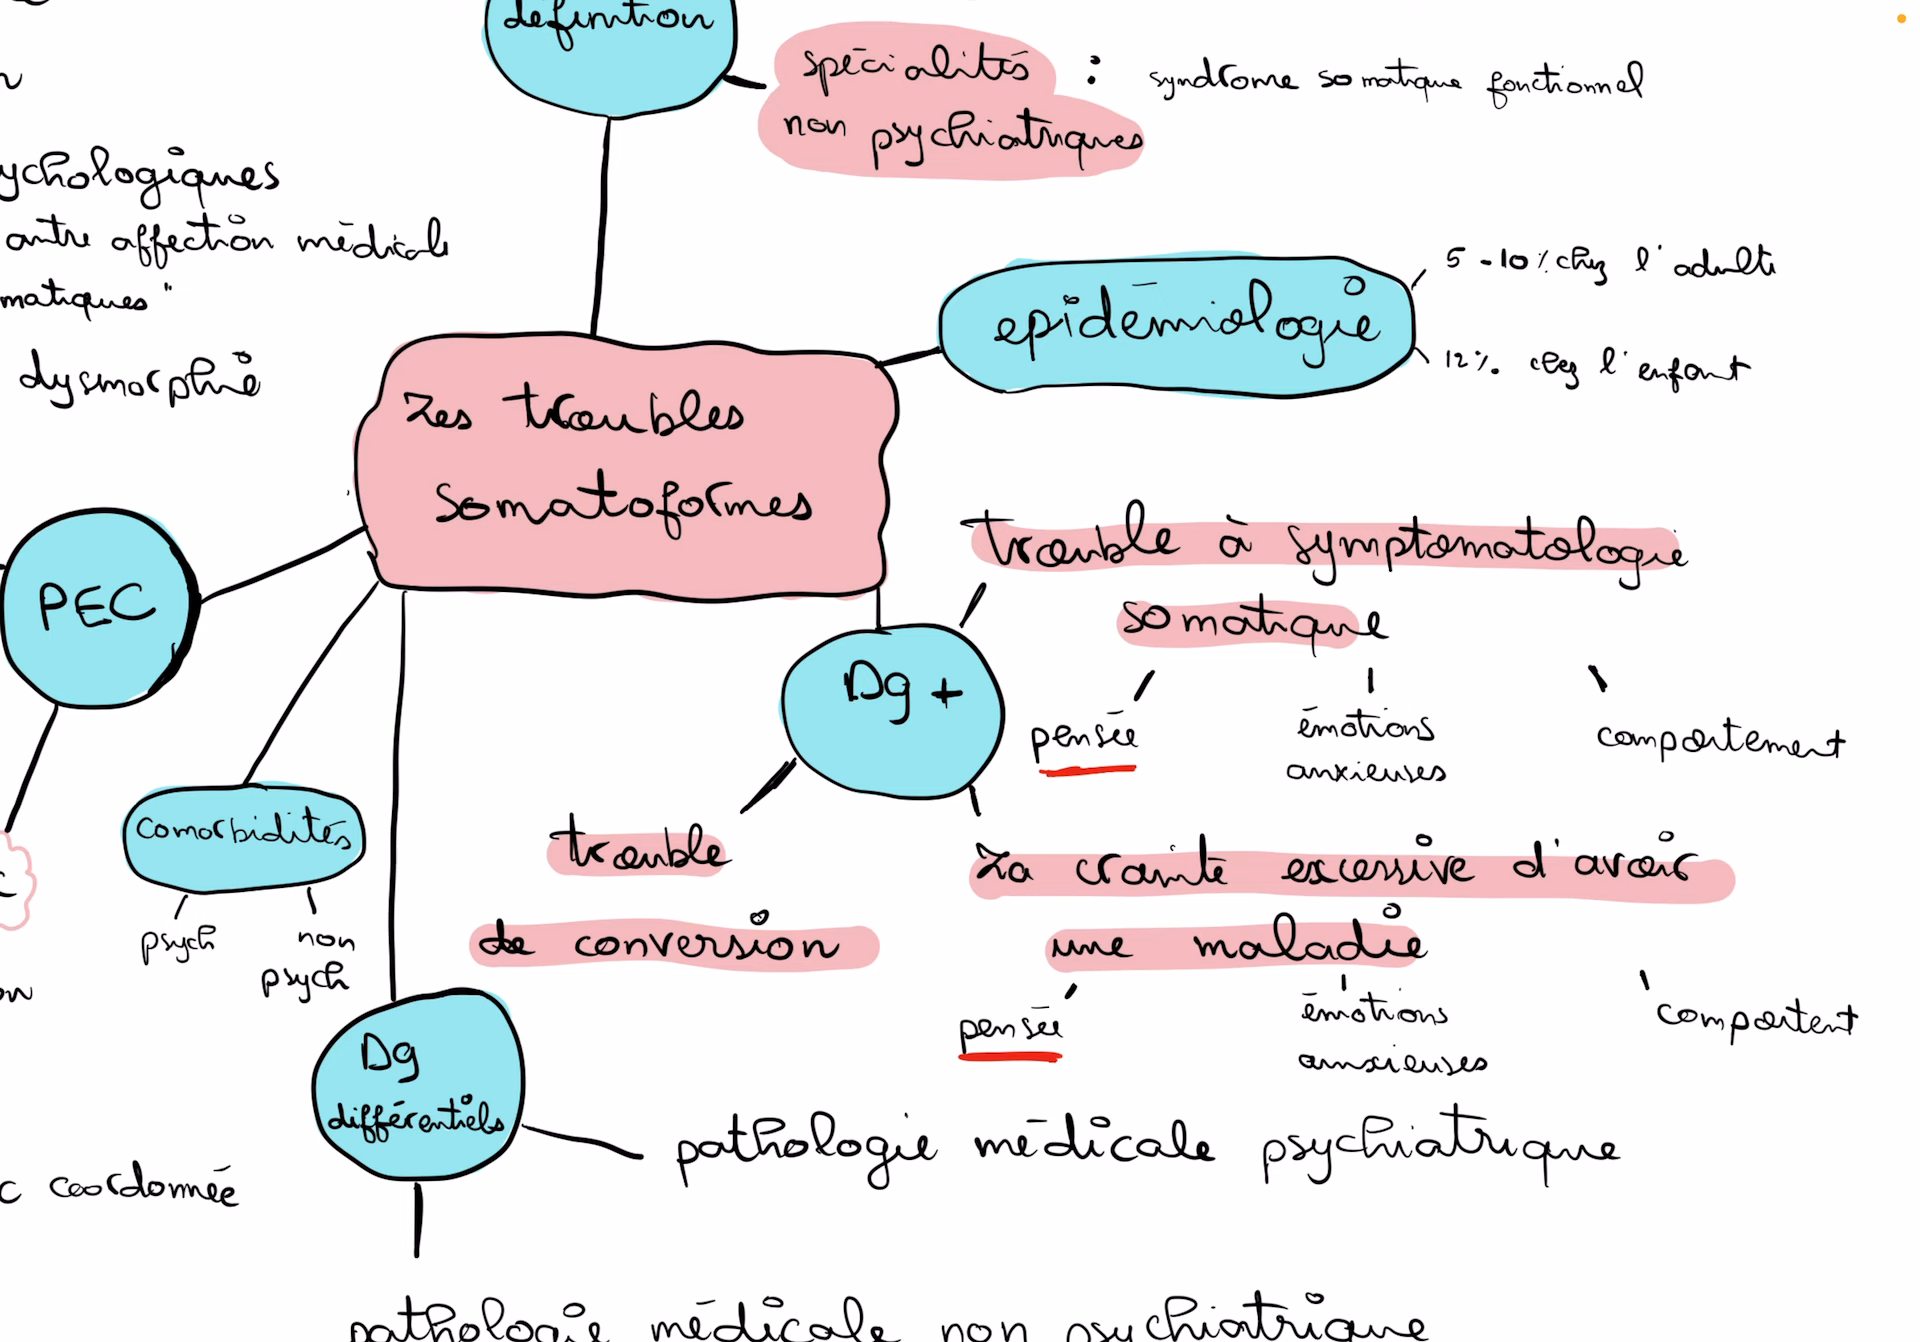 définition
spécialités : syndrome somatique fonctionnel
non psychiatriques
ychologiques
autre affection médicale
matiques"
dysmorphie
epidémiologie
5-10% chez l'adulte
12% chez l'enfant
Les troubles
somatoformes
PEC
Dg +
trouble à symptomatologie
somatique
pensée
émotions
anxieuses
comportement
comorbidités
psych
non
psych
trouble
de conversion
La crainte excessive d'avoir
une maladie
pensée
émotions
anxieuses
comportent
Dg
différentiels
pathologie médicale psychiatrique
c coordonnée
pathologie médicale non psychiatrique